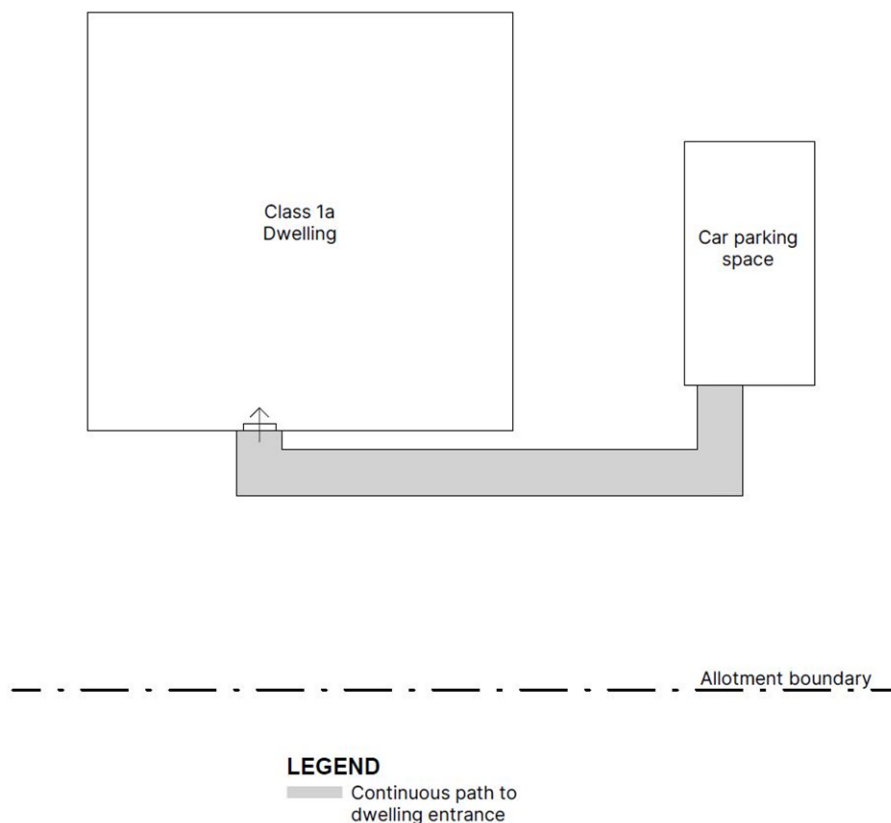 Class 1a
Dwelling
Car parking
space
Allotment boundary
LEGEND
Continuous path to
dwelling entrance